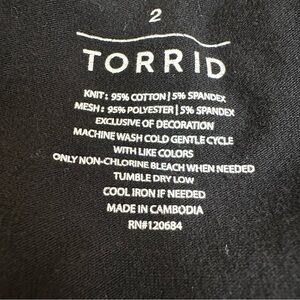 2
TORRID
KNIT: 95% COTTON | 5% SPANDEX
MESH: 95% POLYESTER | 5% SPANDEX
EXCLUSIVE OF DECORATION
MACHINE WASH COLD GENTLE CYCLE
WITH LIKE COLORS
ONLY NON-CHLORINE BLEACH WHEN NEEDED
TUMBLE DRY LOW
COOL IRON IF NEEDED
MADE IN CAMBODIA
RN#120684